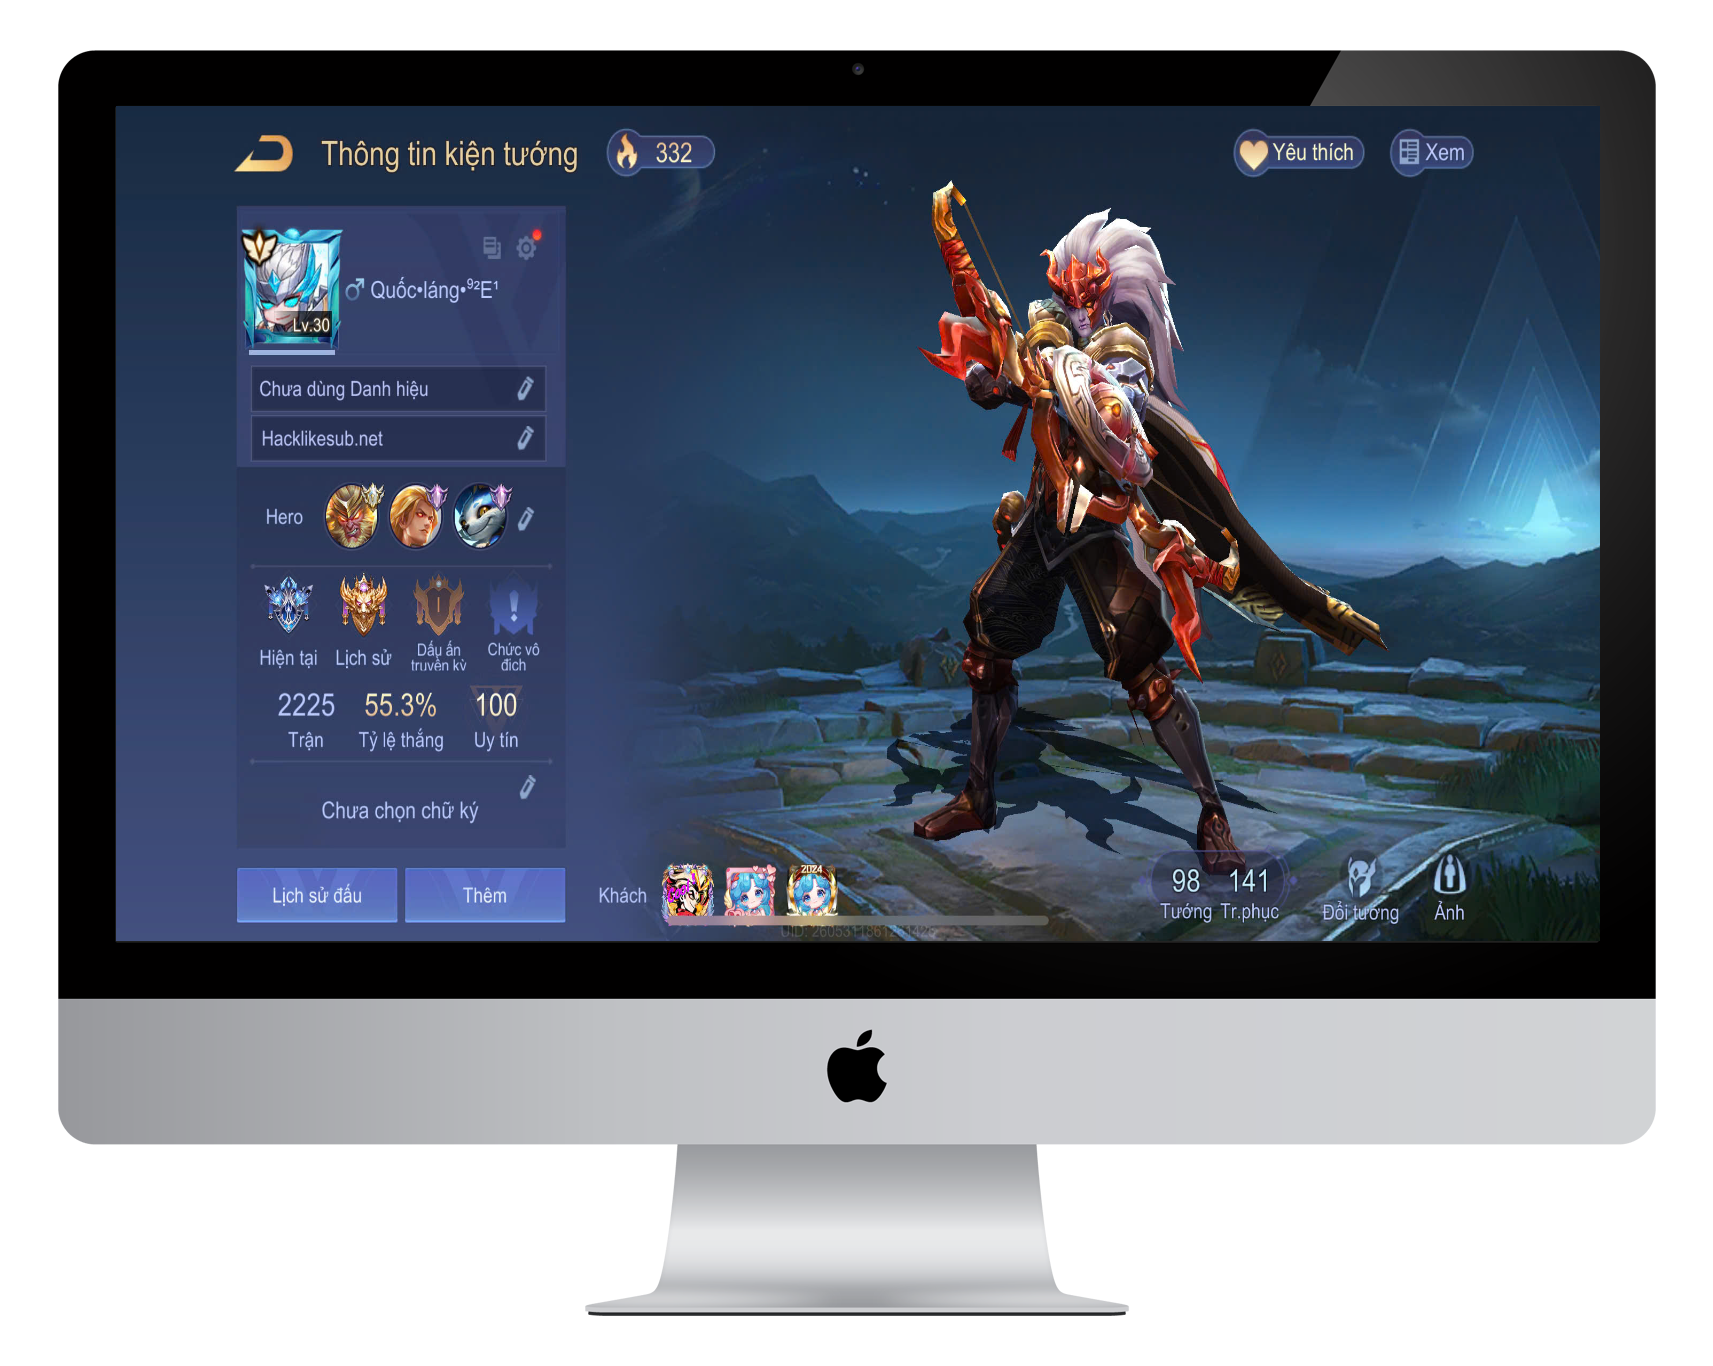 Thông tin kiện tướng
332
Yêu thích
Xem
Lv.30
Quốc•láng•⁹²E¹
Chưa dùng Danh hiệu
Hacklikesub.net
Hero
Hiện tại
Lịch sử
Dấu ấn
truyền kỳ
Chức vô
địch
2225
55.3%
100
Trận
Tỷ lệ thắng
Uy tín
Chưa chọn chữ ký
Lịch sử đấu
Thêm
Khách
2024
98
141
Tướng
Tr.phục
Đổi tướng
Ảnh
UID: